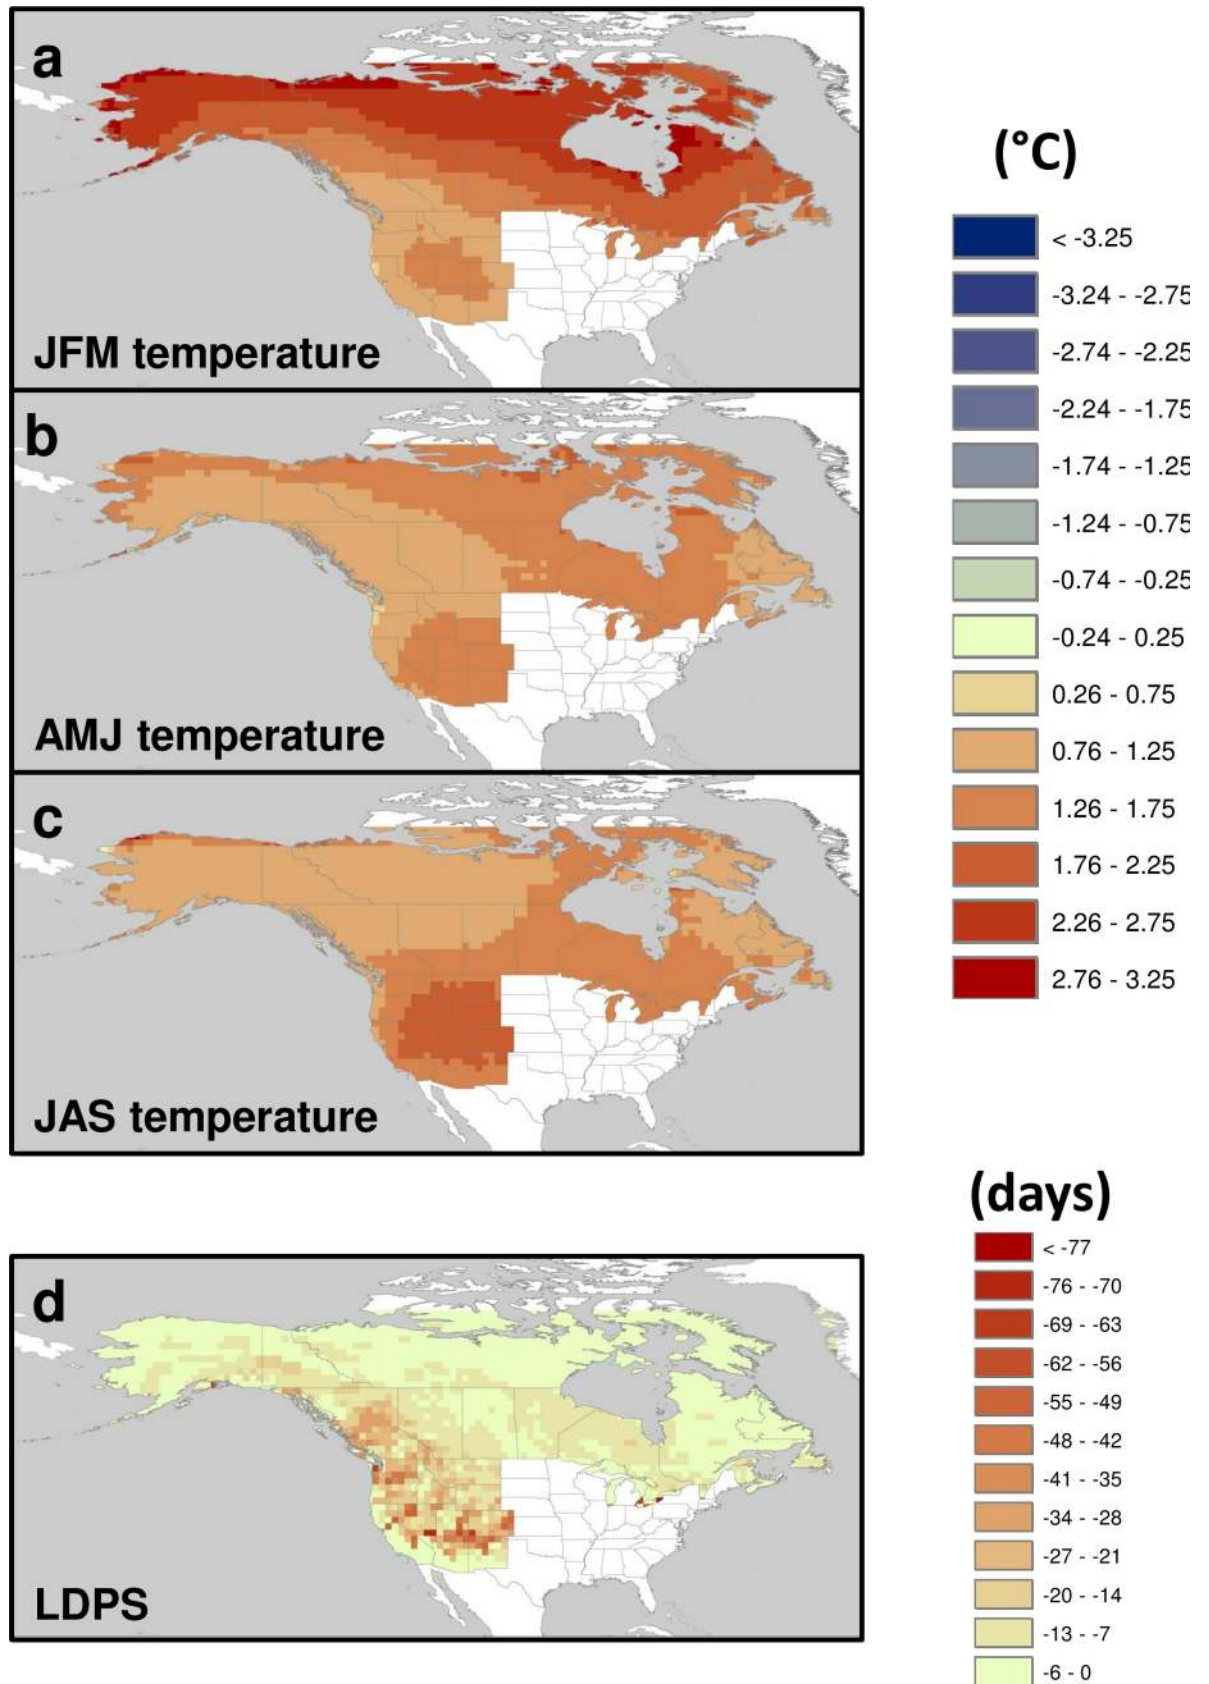 a
JFM temperature
b
AMJ temperature
c
JAS temperature
(°C)
< -3.25
-3.24 - -2.75
-2.74 - -2.25
-2.24 - -1.75
-1.74 - -1.25
-1.24 - -0.75
-0.74 - -0.25
-0.24 - 0.25
0.26 - 0.75
0.76 - 1.25
1.26 - 1.75
1.76 - 2.25
2.26 - 2.75
2.76 - 3.25
d
LDPS
(days)
< -77
-76 - -70
-69 - -63
-62 - -56
-55 - -49
-48 - -42
-41 - -35
-34 - -28
-27 - -21
-20 - -14
-13 - -7
-6 - 0